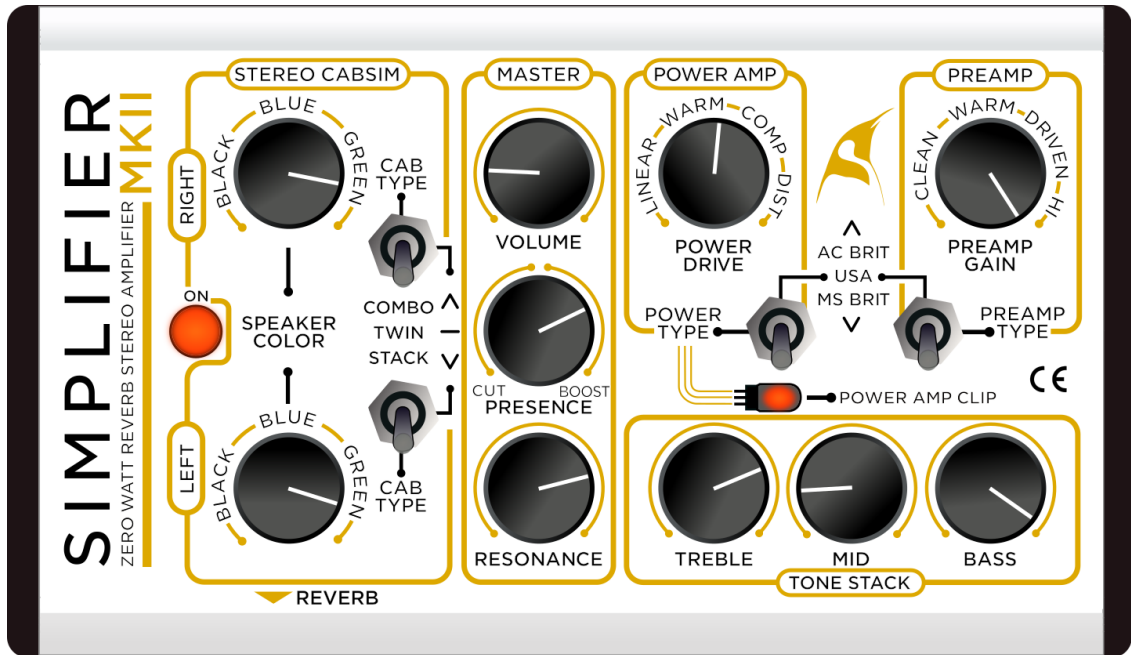 SIMPLIFIER
MKII
ZERO WATT REVERB STEREO AMPLIFIER
STEREO CABSIM
BLACK BLUE GREEN
RIGHT
CAB
TYPE
ON
SPEAKER
COLOR
COMBO
TWIN
STACK
LEFT
BLACK BLUE GREEN
CAB
TYPE
REVERB
MASTER
VOLUME
CUT BOOST
PRESENCE
RESONANCE
POWER AMP
LINEAR WARM COMP DIST
POWER
DRIVE
PREAMP
CLEAN WARM DRIVEN HI
PREAMP
GAIN
AC BRIT
USA
MS BRIT
POWER
TYPE
PREAMP
TYPE
CE
POWER AMP CLIP
TREBLE MID BASS
TONE STACK